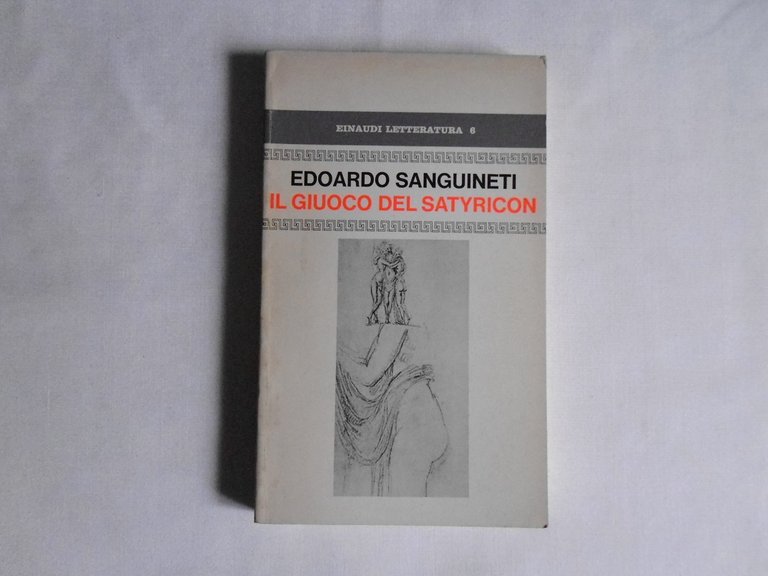 EINAUDI LETTERATURA 6
EDOARDO SANGUINETI
IL GIUOCO DEL SATYRICON